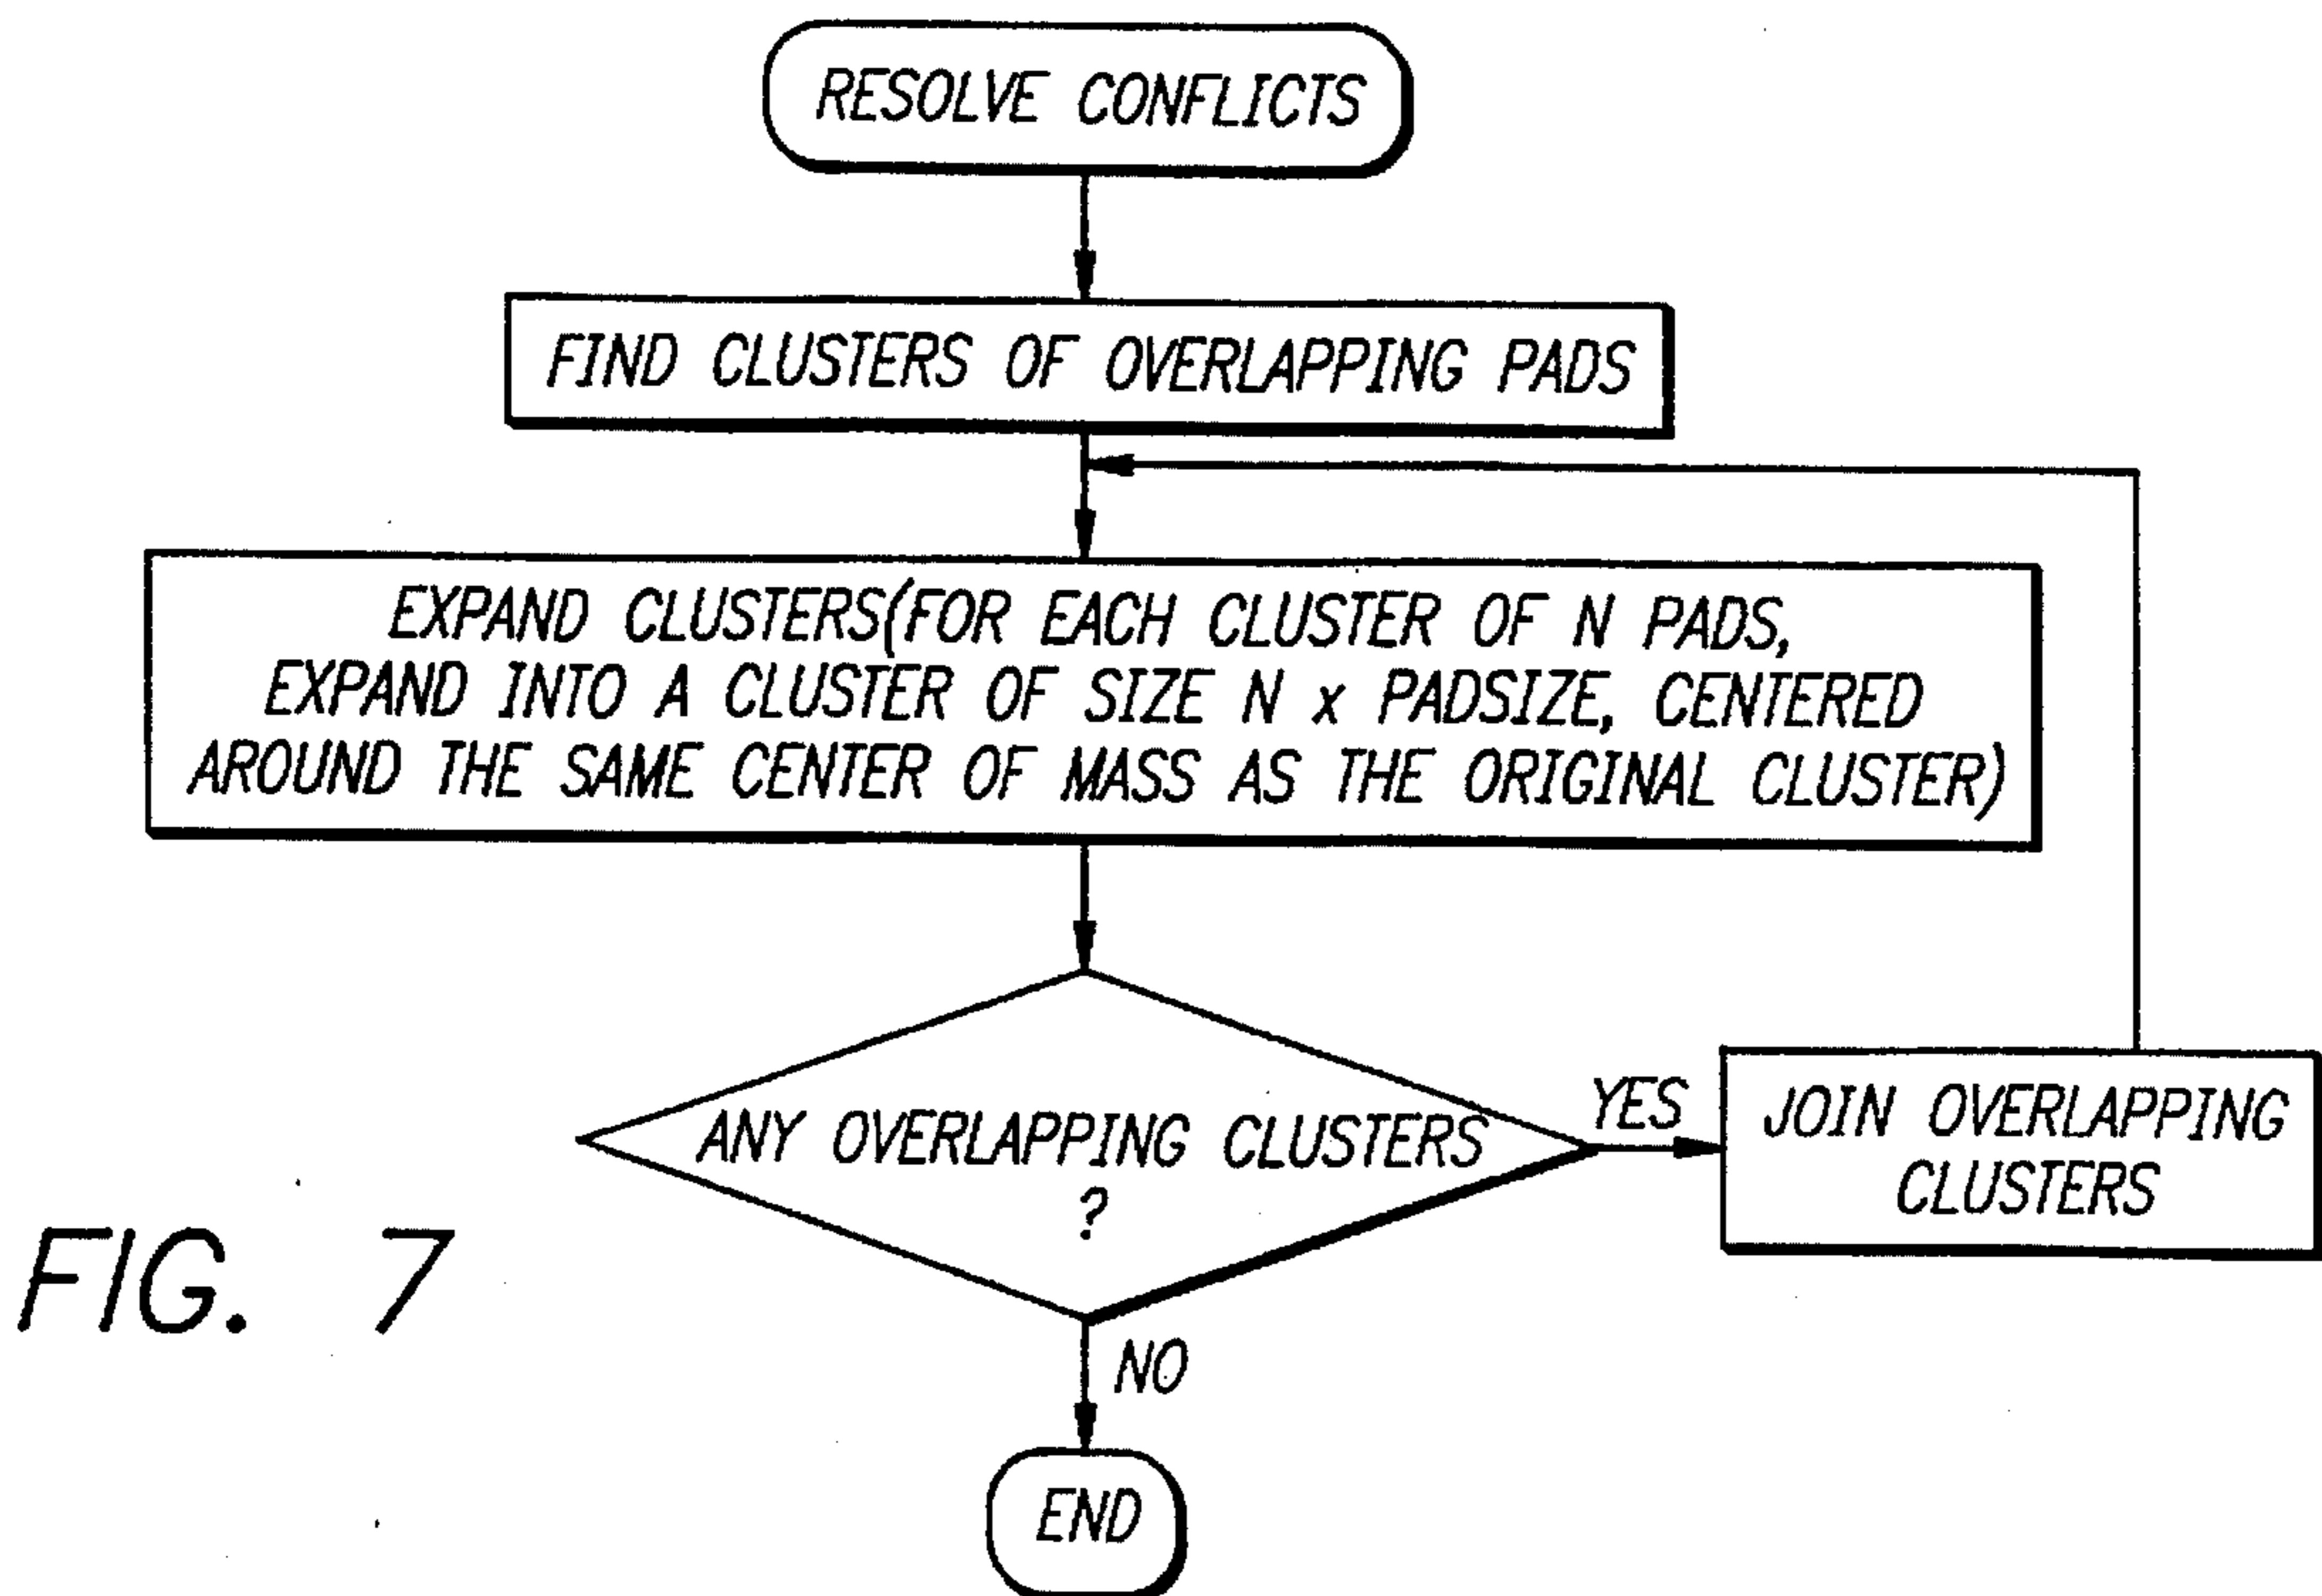 RESOLVE CONFLICTS
FIND CLUSTERS OF OVERLAPPING PADS
EXPAND CLUSTERS(FOR EACH CLUSTER OF N PADS,
EXPAND INTO A CLUSTER OF SIZE N x PADSIZE, CENTERED
AROUND THE SAME CENTER OF MASS AS THE ORIGINAL CLUSTER)
ANY OVERLAPPING CLUSTERS
?
YES
JOIN OVERLAPPING
CLUSTERS
NO
END
FIG. 7